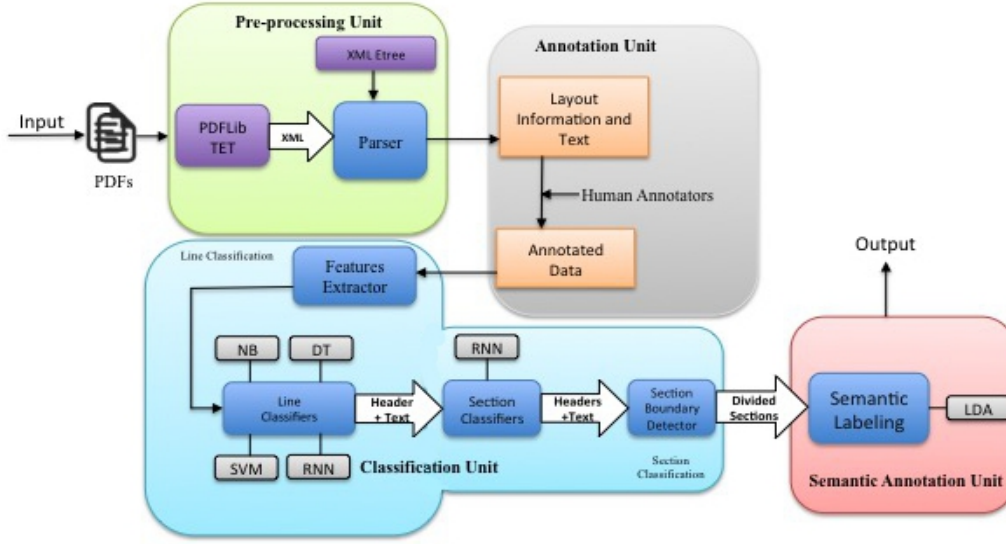 Pre-processing Unit
XML Etree
Input
PDFs
PDFLib
TET
XML
Parser
Annotation Unit
Layout
Information and
Text
Human Annotators
Annotated
Data
Line Classification
Features
Extractor
NB
DT
Line
Classifiers
SVM
RNN
Header
+ Text
Classification Unit
RNN
Section
Classifiers
Headers
+Text
Section
Boundary
Detector
Section
Classification
Divided
Sections
Output
Semantic
Labeling
LDA
Semantic Annotation Unit